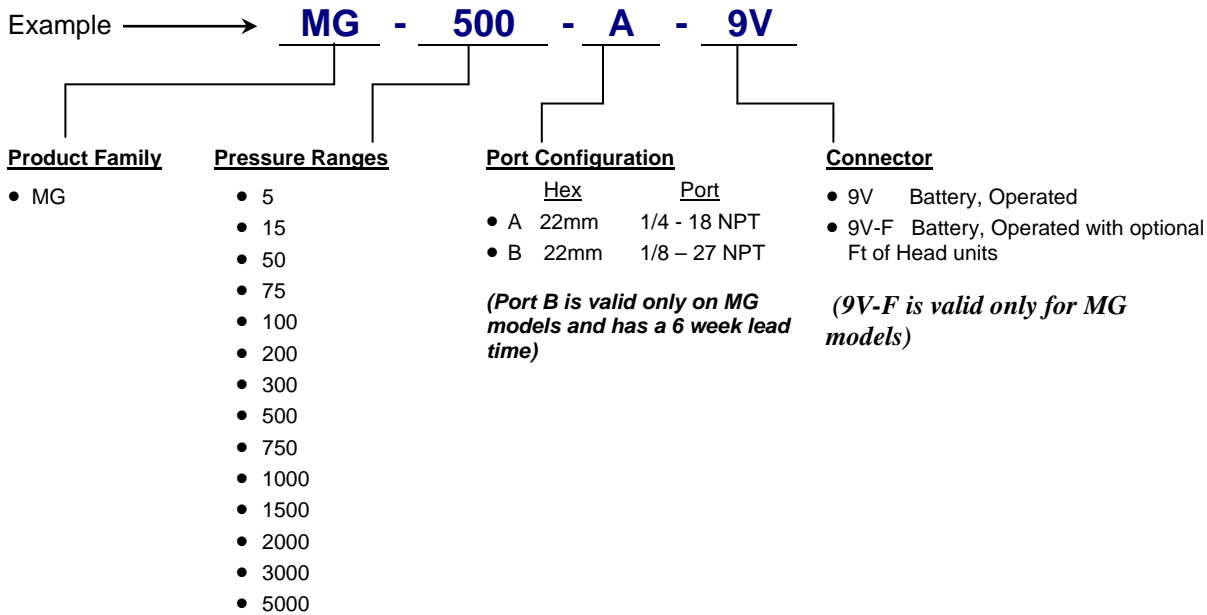 Example
MG - 500 - A - 9V
Product Family
• MG
Pressure Ranges
• 5
• 15
• 50
• 75
• 100
• 200
• 300
• 500
• 750
• 1000
• 1500
• 2000
• 3000
• 5000
Port Configuration
Hex Port
• A 22mm 1/4 - 18 NPT
• B 22mm 1/8 – 27 NPT
(Port B is valid only on MG
models and has a 6 week lead
time)
Connector
• 9V Battery, Operated
• 9V-F Battery, Operated with optional
Ft of Head units
(9V-F is valid only for MG
models)